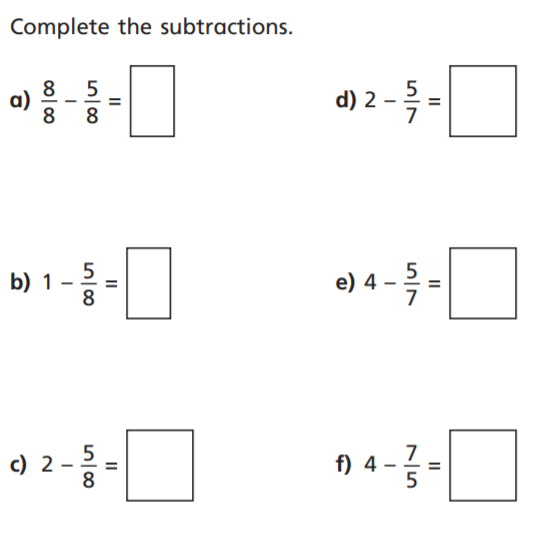 Complete the subtractions.
a) 8/8 – 5/8 =
d) 2 – 5/7 =
b) 1 – 5/8 =
e) 4 – 5/7 =
c) 2 – 5/8 =
f) 4 – 7/5 =